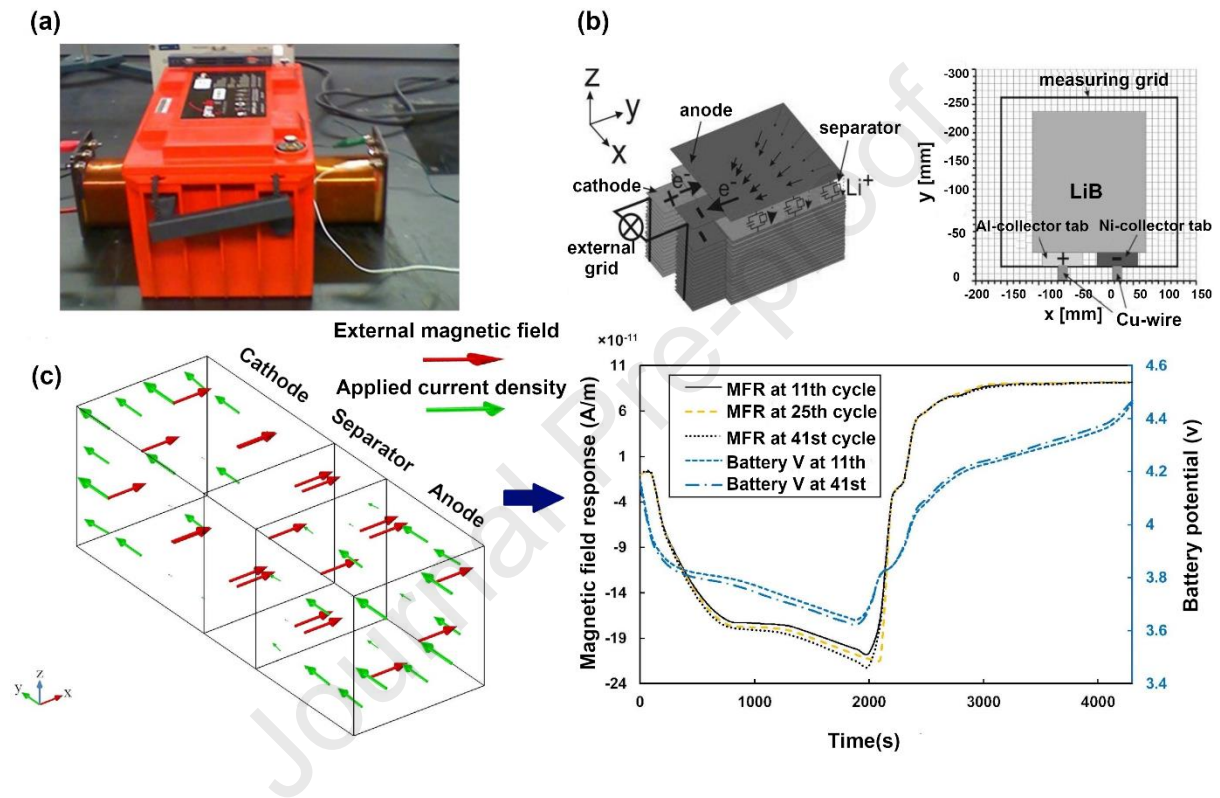 (a)
(b)
z
y
x
anode
separator
cathode
e-
e-
Li+
+
-
external
grid
-300
-250
-200
-150
-100
-50
0
y [mm]
measuring grid
LiB
Al-collector tab
Ni-collector tab
+
-
-200
-150
-100
-50
0
50
100
150
x [mm]
Cu-wire
(c)
External magnetic field
Applied current density
Cathode
Separator
Anode
z
y
x
×10-11
11
6
1
-4
-9
-14
-19
-24
Magnetic field response (A/m)
MFR at 11th cycle
MFR at 25th cycle
MFR at 41st cycle
Battery V at 11th
Battery V at 41st
4.6
4.4
4.2
4
3.8
3.6
3.4
Battery potential (v)
0
1000
2000
3000
4000
Time(s)
Journal Pre-proof